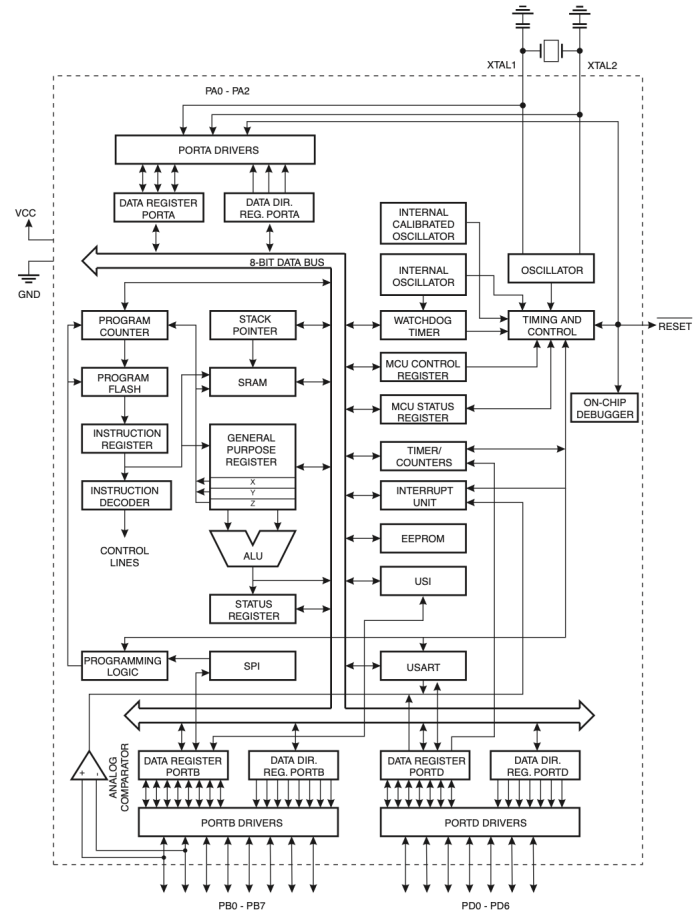 XTAL1
XTAL2
PA0 - PA2
PORTA DRIVERS
DATA REGISTER
PORTA
DATA DIR.
REG. PORTA
VCC
GND
INTERNAL
CALIBRATED
OSCILLATOR
8-BIT DATA BUS
INTERNAL
OSCILLATOR
OSCILLATOR
PROGRAM
COUNTER
STACK
POINTER
WATCHDOG
TIMER
TIMING AND
CONTROL
RESET
PROGRAM
FLASH
SRAM
MCU CONTROL
REGISTER
MCU STATUS
REGISTER
ON-CHIP
DEBUGGER
INSTRUCTION
REGISTER
GENERAL
PURPOSE
REGISTER
X
Y
Z
TIMER/
COUNTERS
INSTRUCTION
DECODER
INTERRUPT
UNIT
CONTROL
LINES
ALU
EEPROM
USI
STATUS
REGISTER
PROGRAMMING
LOGIC
SPI
USART
ANALOG
COMPARATOR
+
-
DATA REGISTER
PORTB
DATA DIR.
REG. PORTB
DATA REGISTER
PORTD
DATA DIR.
REG. PORTD
PORTB DRIVERS
PORTD DRIVERS
PB0 - PB7
PD0 - PD6